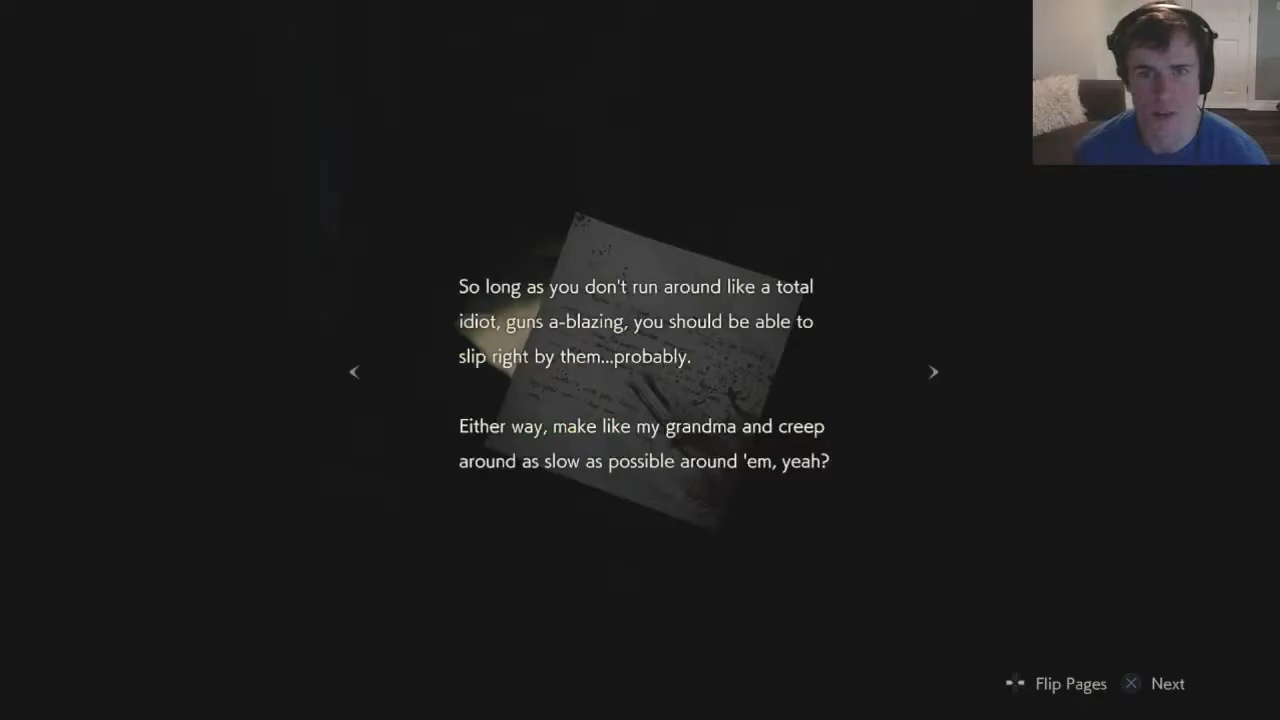 So long as you don't run around like a total
idiot, guns a-blazing, you should be able to
slip right by them...probably.
Either way, make like my grandma and creep
around as slow as possible around 'em, yeah?
Flip Pages
Next